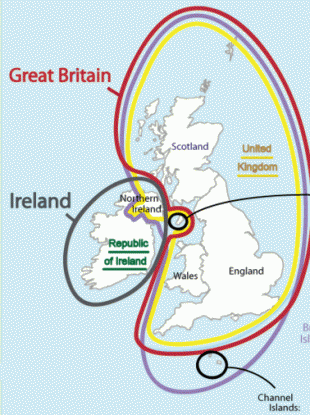 Great Britain
Scotland
United
Kingdom
Ireland
Northern
Ireland
Republic
of Ireland
Wales
England
Channel
Islands: